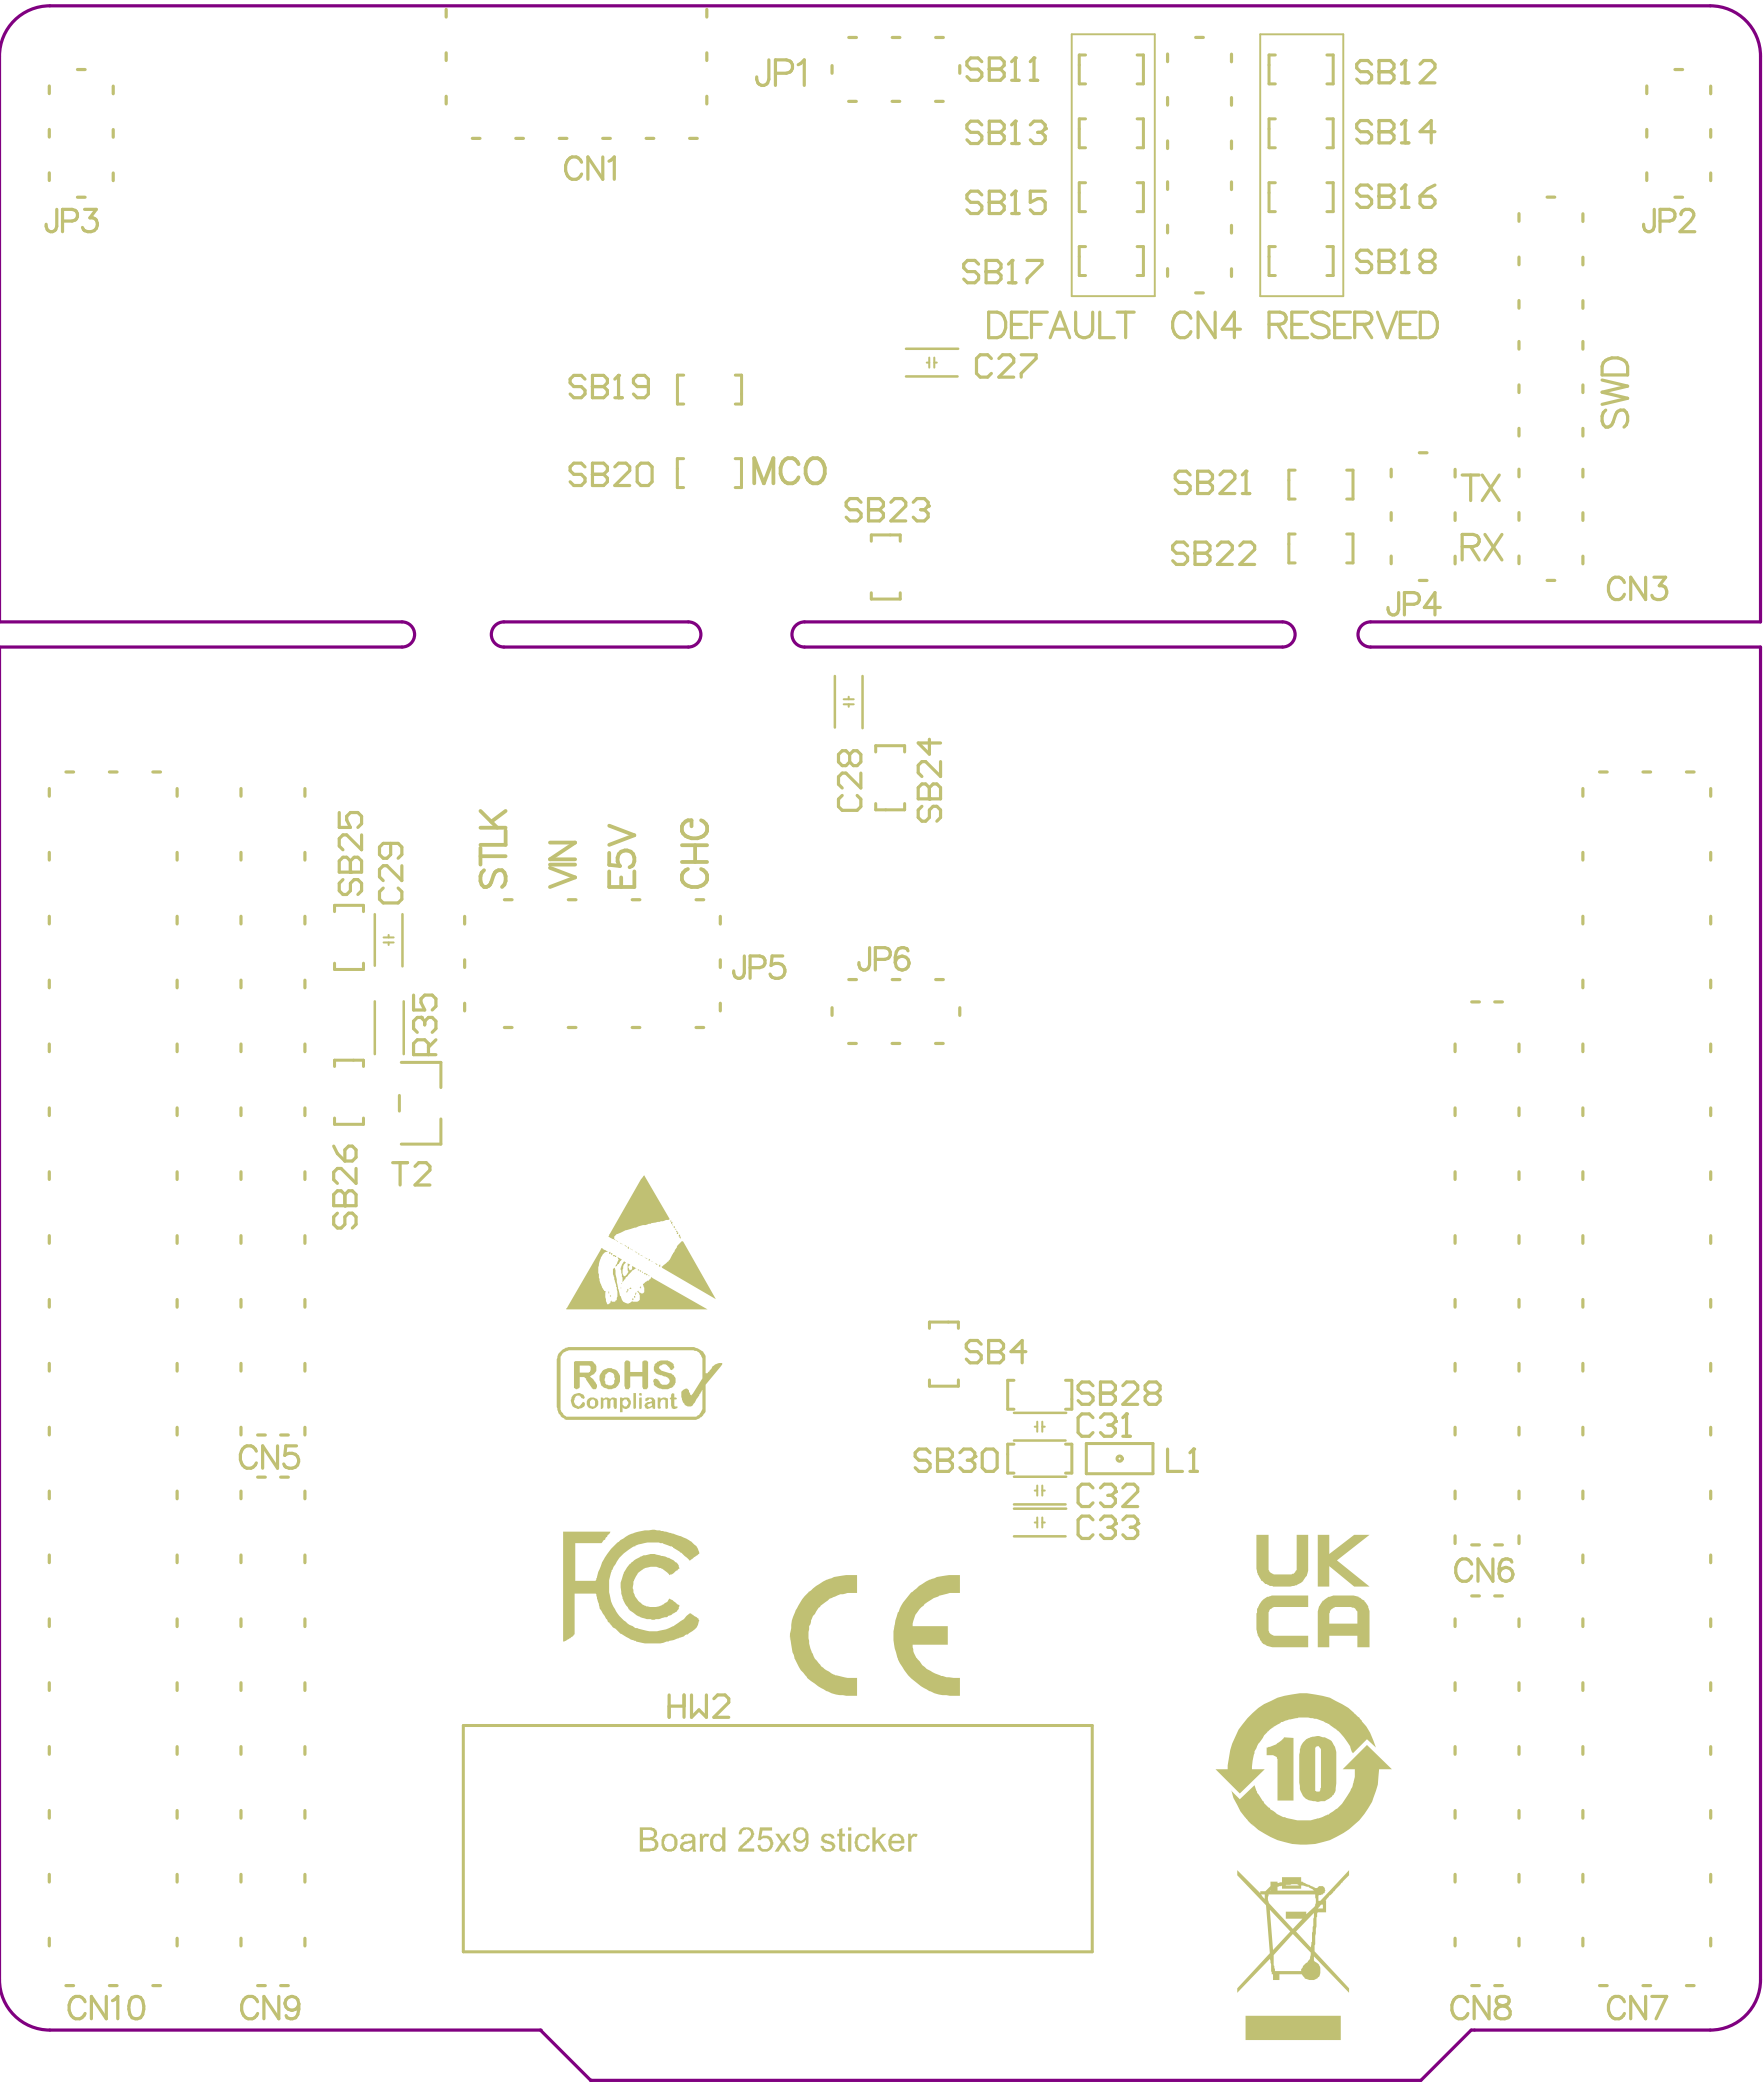 JP1
SB11
SB12
SB13
SB14
CN1
SB15
SB16
JP3
JP2
SB17
SB18
DEFAULT
CN4
RESERVED
C27
SB19
SWD
SB20
MCO
SB21
TX
SB23
SB22
RX
CN3
JP4
C28
SB24
SB25
C29
STLK
VIN
E5V
CHG
JP5
JP6
R35
T2
SB26
SB4
RoHS
Compliant
SB28
C31
CN5
SB30
L1
C32
C33
FC
CE
UK
CA
CN6
HW2
10
Board 25x9 sticker
CN10
CN9
CN8
CN7